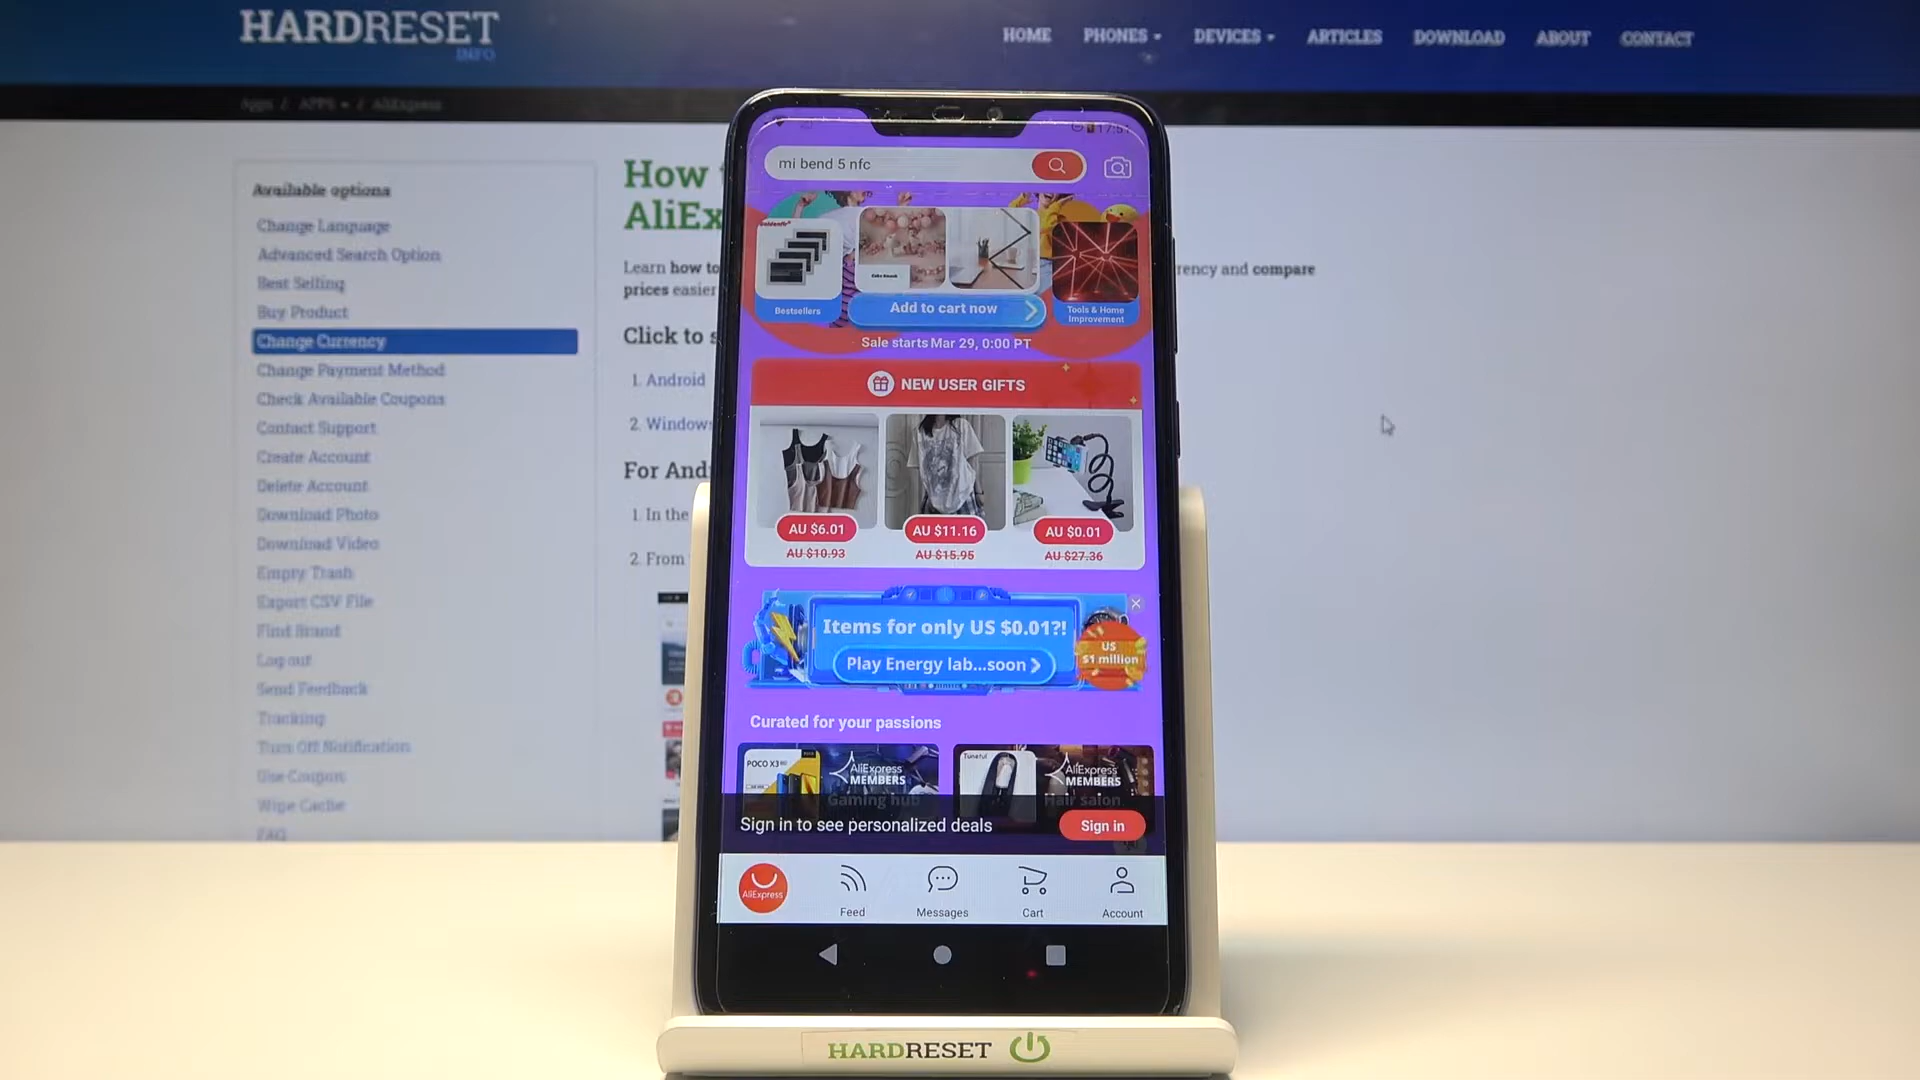 HARDRESET
INFO
HOME PHONES DEVICES ARTICLES DOWNLOAD ABOUT CONTACT
Apps / APPS / AliExpress
Available options
Change Language
Advanced Search Option
Best Selling
Buy Product
Change Currency
Change Payment Method
Check Available Coupons
Contact Support
Create Account
Delete Account
Download Photo
Download Video
Empty Trash
Export CSV File
Find Brand
Log out
Send Feedback
Tracking
Turn Off Notification
Use Coupon
Wipe Cache
FAQ
How
AliEx
Learn how to
rency and compare
prices easier
Click to s
1. Android
2. Windows
For And
1. In the
2. From
17:51
mi bend 5 nfc
Bestsellers
Add to cart now
Tools & Home
Improvement
Sale starts Mar 29, 0:00 PT
NEW USER GIFTS
AU $6.01
AU $10.93
AU $11.16
AU $15.95
AU $0.01
AU $27.36
Items for only US $0.01?!
Play Energy lab...soon
US
$1 million
Curated for your passions
POCO X3
AliExpress
MEMBERS
Gaming hub
AliExpress
MEMBERS
Hair salon
Sign in to see personalized deals
Sign in
AliExpress
Feed
Messages
Cart
Account
HARDRESET